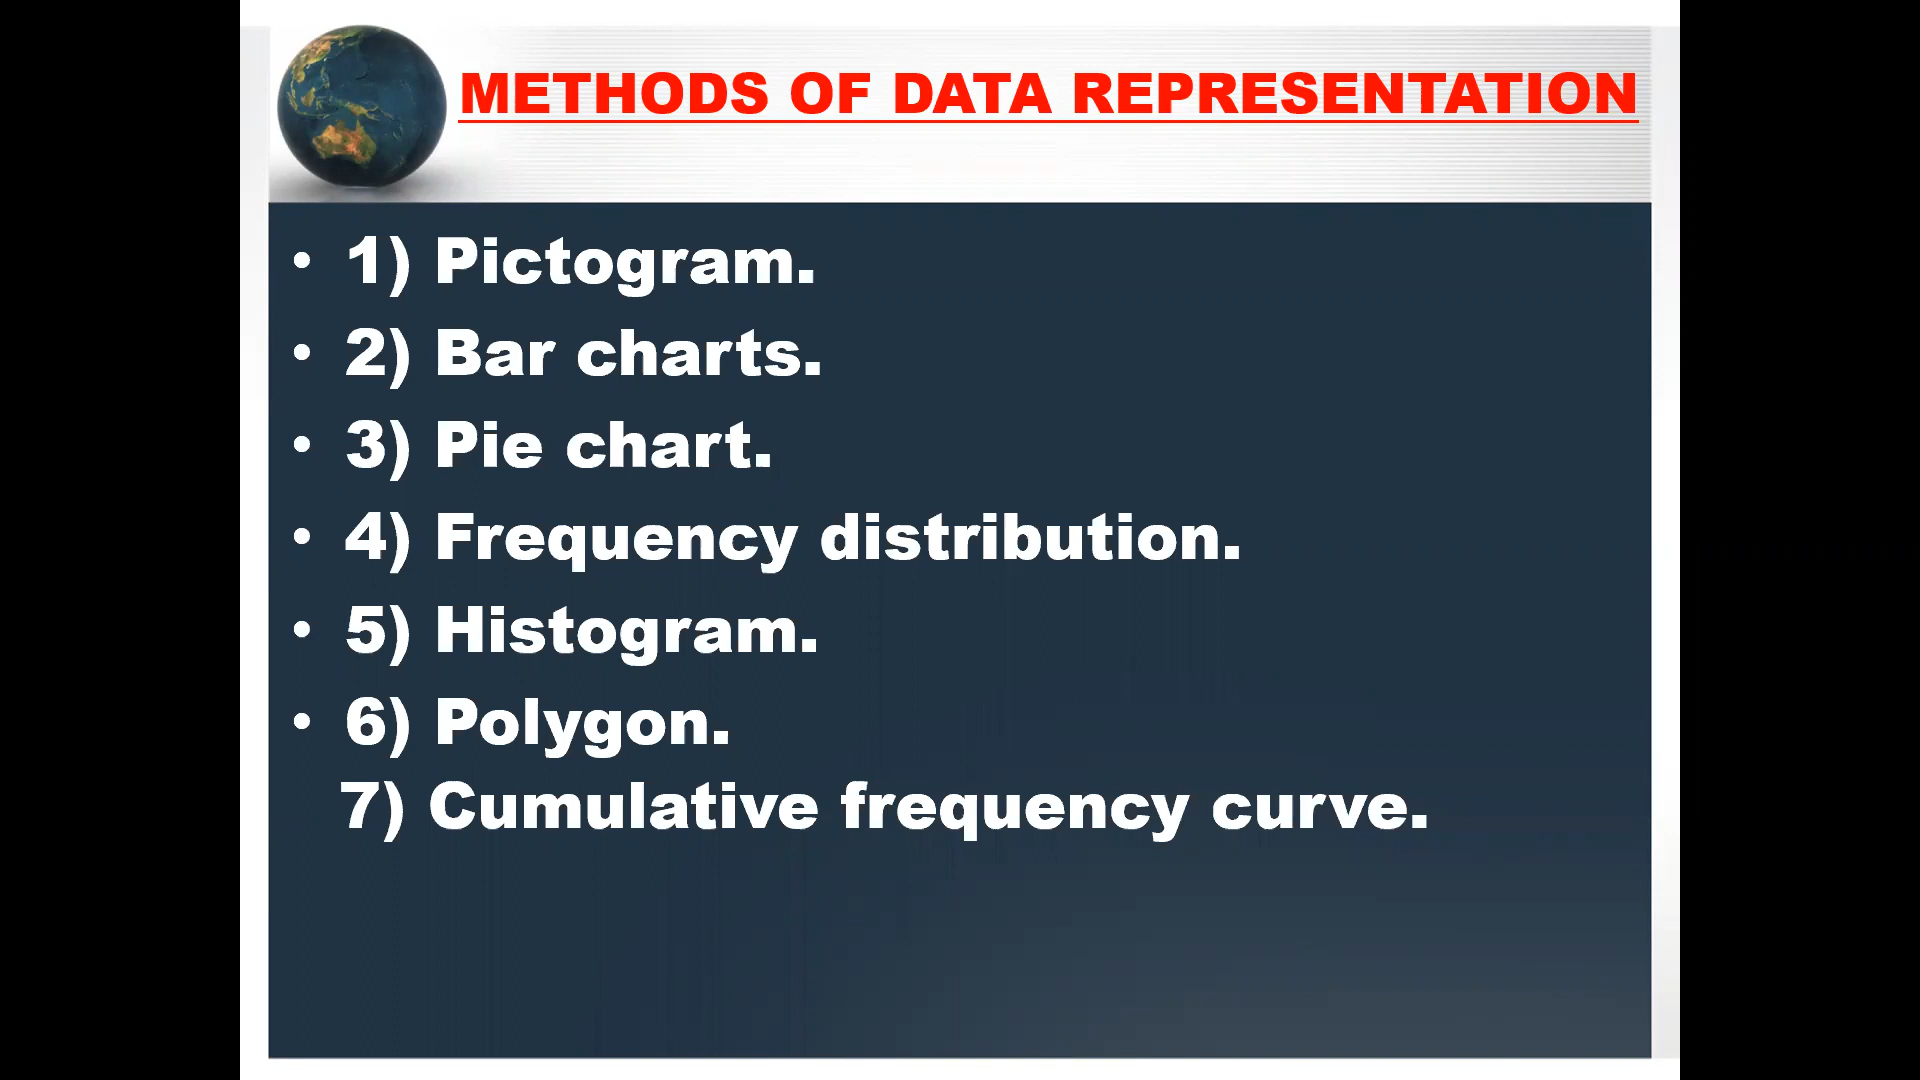 METHODS OF DATA REPRESENTATION
• 1) Pictogram.
• 2) Bar charts.
• 3) Pie chart.
• 4) Frequency distribution.
• 5) Histogram.
• 6) Polygon.
7) Cumulative frequency curve.